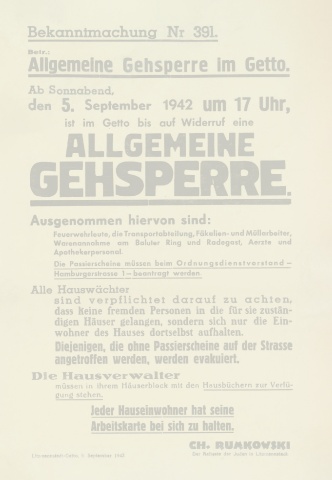 Bekanntmachung Nr 391.
Betr.:
Allgemeine Gehsperre im Getto.
Ab Sonnabend,
den 5. September 1942 um 17 Uhr,
ist im Getto bis auf Widerruf eine
ALLGEMEINE
GEHSPERRE.
Ausgenommen hiervon sind:
Feuerwehrleute, die Transportabteilung, Fäkalien- und Müllarbeiter,
Warenannahme am Baluter Ring und Radegast, Aerzte und
Apothekerpersonal.
Die Passierscheine müssen beim Ordnungsdienstvorstand –
Hamburgerstrasse 1 – beantragt werden
Alle Hauswächter
sind verpflichtet darauf zu achten,
dass keine fremden Personen in die für sie zustän-
digen Häuser gelangen, sondern sich nur die Ein-
wohner des Hauses dortselbst aufhalten.
Diejenigen, die ohne Passierscheine auf der Strasse
angetroffen werden, werden evakuiert.
Die Hausverwalter
müssen in ihrem Häuserblock mit den Hausbüchern zur Verfü-
gung stehen.
Jeder Hauseinwohner hat seine
Arbeitskarte bei sich zu halten.
CH. RUMKOWSKI
Der Aelteste der Juden in Litzmannstadt
Litzmannstadt-Getto, 5. September 1942